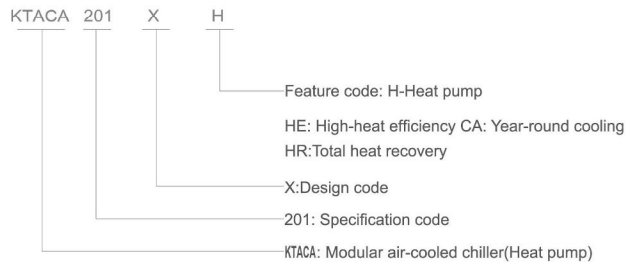 KTACA 201 X H
Feature code: H-Heat pump
HE: High-heat efficiency CA: Year-round cooling
HR:Total heat recovery
X:Design code
201: Specification code
KTACA: Modular air-cooled chiller(Heat pump)